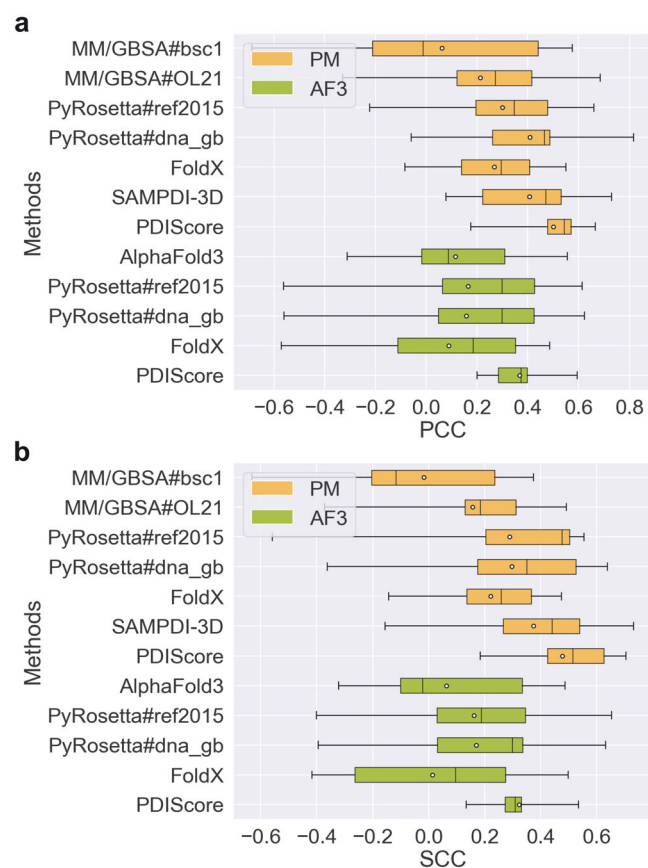 a
MM/GBSA#bsc1
MM/GBSA#OL21
PyRosetta#ref2015
PyRosetta#dna_gb
FoldX
SAMPDI-3D
PDIScore
AlphaFold3
PyRosetta#ref2015
PyRosetta#dna_gb
FoldX
PDIScore
Methods
PM
AF3
−0.6 −0.4 −0.2 0.0 0.2 0.4 0.6 0.8
PCC
b
MM/GBSA#bsc1
MM/GBSA#OL21
PyRosetta#ref2015
PyRosetta#dna_gb
FoldX
SAMPDI-3D
PDIScore
AlphaFold3
PyRosetta#ref2015
PyRosetta#dna_gb
FoldX
PDIScore
Methods
PM
AF3
−0.6 −0.4 −0.2 0.0 0.2 0.4 0.6
SCC